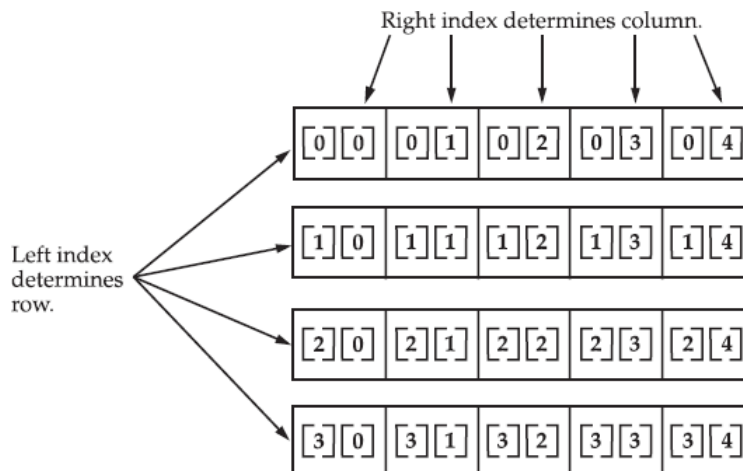 Right index determines column.
[0][0] [0][1] [0][2] [0][3] [0][4]
[1][0] [1][1] [1][2] [1][3] [1][4]
Left index
determines
row.
[2][0] [2][1] [2][2] [2][3] [2][4]
[3][0] [3][1] [3][2] [3][3] [3][4]